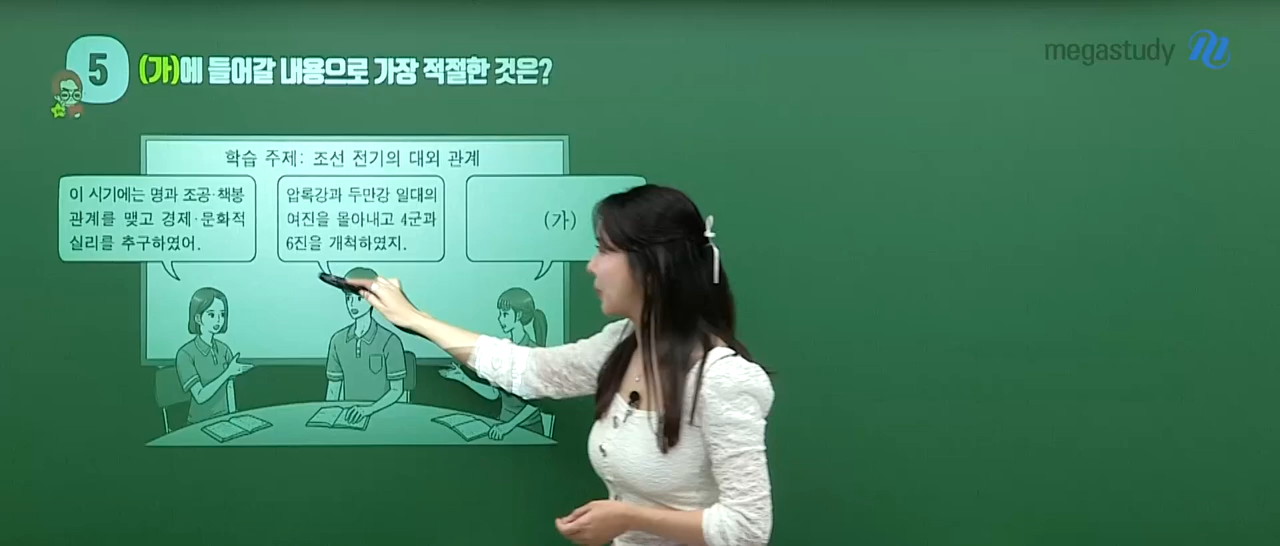 megastudy
5
(가)에 들어갈 내용으로 가장 적절한 것은?
학습 주제: 조선 전기의 대외 관계
이 시기에는 명과 조공·책봉
관계를 맺고 경제·문화적
실리를 추구하였어.
압록강과 두만강 일대의
여진을 몰아내고 4군과
6진을 개척하였지.
(가)